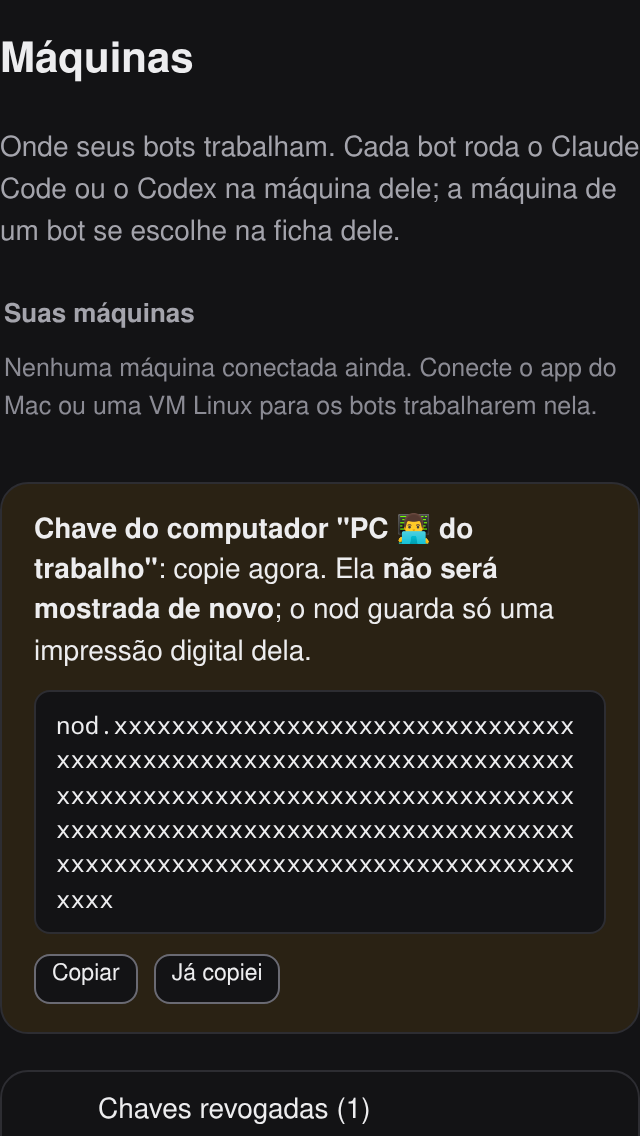 Máquinas
Onde seus bots trabalham. Cada bot roda o Claude
Code ou o Codex na máquina dele; a máquina de
um bot se escolhe na ficha dele.
Suas máquinas
Nenhuma máquina conectada ainda. Conecte o app do
Mac ou uma VM Linux para os bots trabalharem nela.
Chave do computador "PC 👨‍💻 do
trabalho": copie agora. Ela não será
mostrada de novo; o nod guarda só uma
impressão digital dela.
nod.xxxxxxxxxxxxxxxxxxxxxxxxxxxxxxxx
xxxxxxxxxxxxxxxxxxxxxxxxxxxxxxxxxxxx
xxxxxxxxxxxxxxxxxxxxxxxxxxxxxxxxxxxx
xxxxxxxxxxxxxxxxxxxxxxxxxxxxxxxxxxxx
xxxxxxxxxxxxxxxxxxxxxxxxxxxxxxxxxxxx
xxxx
Copiar
Já copiei
Chaves revogadas (1)